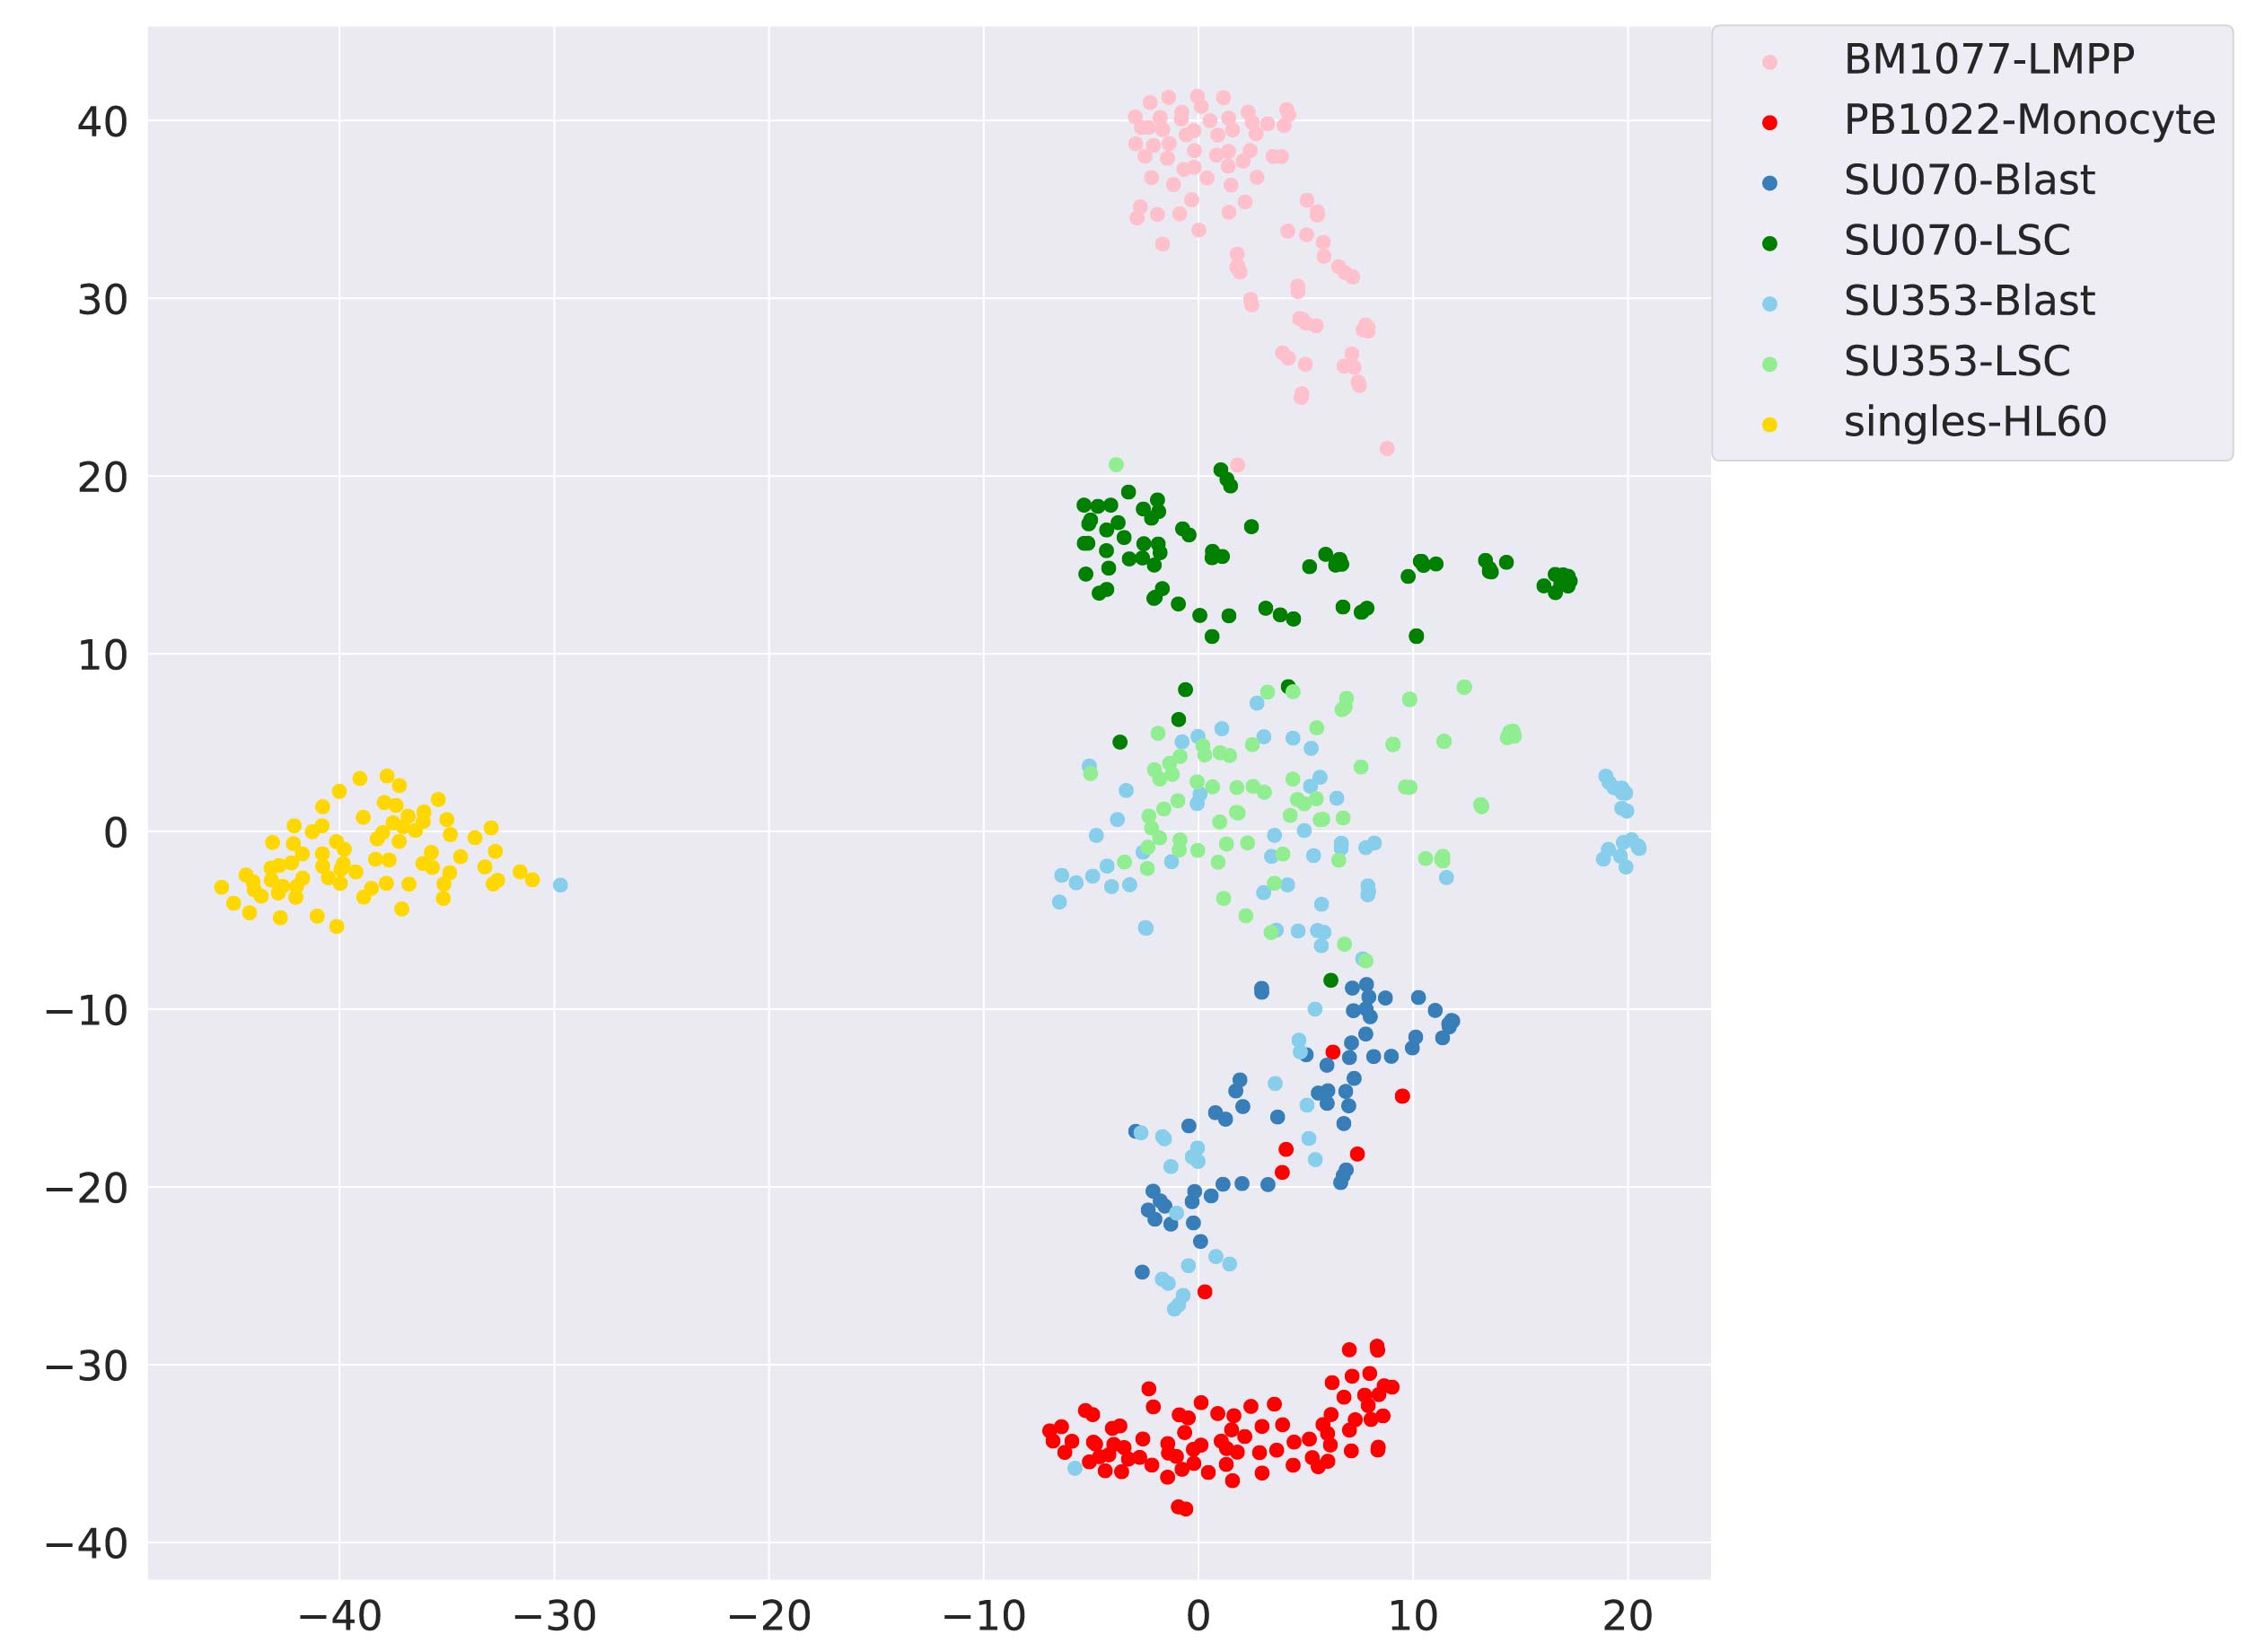 BM1077-LMPP
PB1022-Monocyte
SU070-Blast
SU070-LSC
SU353-Blast
SU353-LSC
singles-HL60
40
30
20
10
0
−10
−20
−30
−40
−40 −30 −20 −10 0 10 20